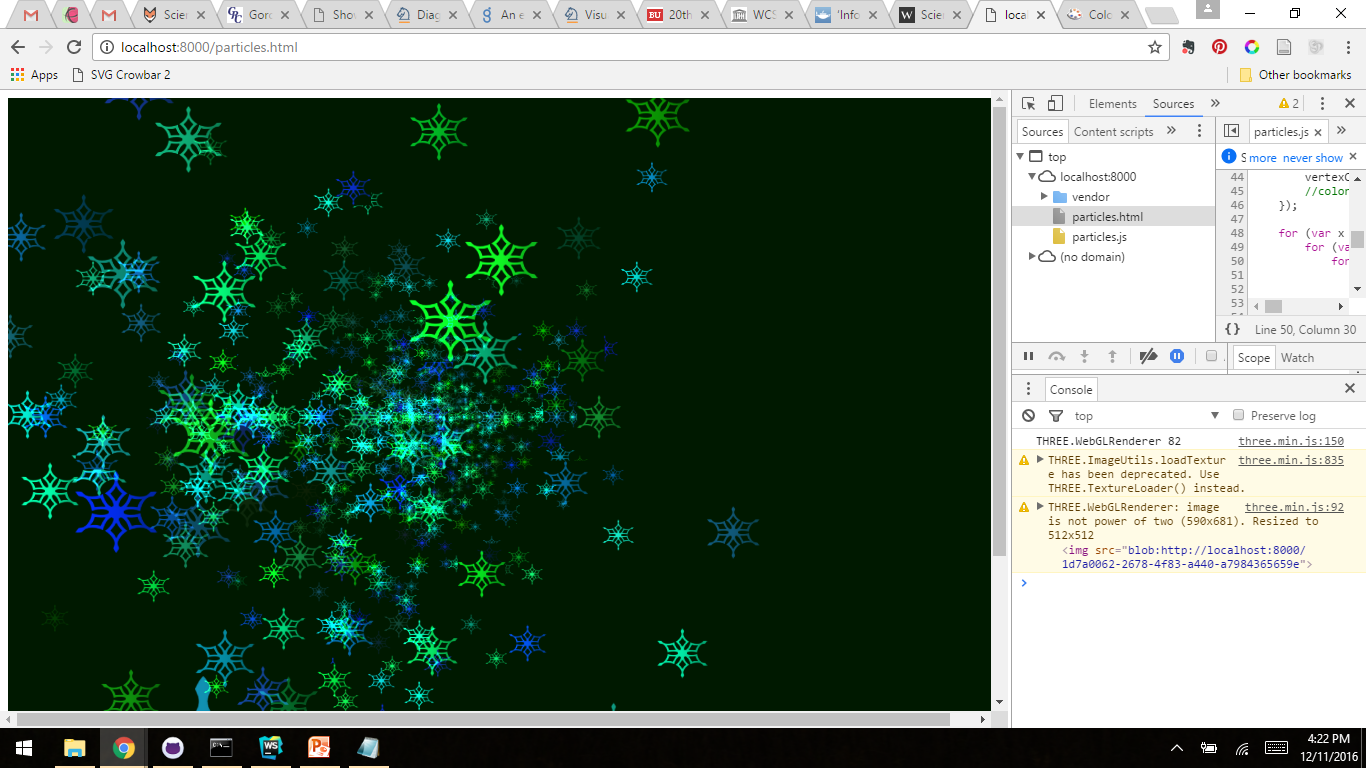 Scien
Gord
Show
Diag
An e
Visu
BU 20th
WCS
'Info
W Scien
loca
Colo
localhost:8000/particles.html
Apps SVG Crowbar 2 Other bookmarks
Elements Sources » 2
Sources Content scripts » particles.js × »
top
localhost:8000
vendor
particles.html
particles.js
(no domain)
S more never show ×
44 vertexC
45 //color
46 });
47
48 for (var x
49 for (va
50 for
51
52
53
{} Line 50, Column 30
Scope Watch
Console
top Preserve log
THREE.WebGLRenderer 82 three.min.js:150
THREE.ImageUtils.loadTextur three.min.js:835
e has been deprecated. Use
THREE.TextureLoader() instead.
THREE.WebGLRenderer: image three.min.js:92
is not power of two (590x681). Resized to
512x512
<img src="blob:http://localhost:8000/
1d7a0062-2678-4f83-a440-a7984365659e">
4:22 PM
12/11/2016